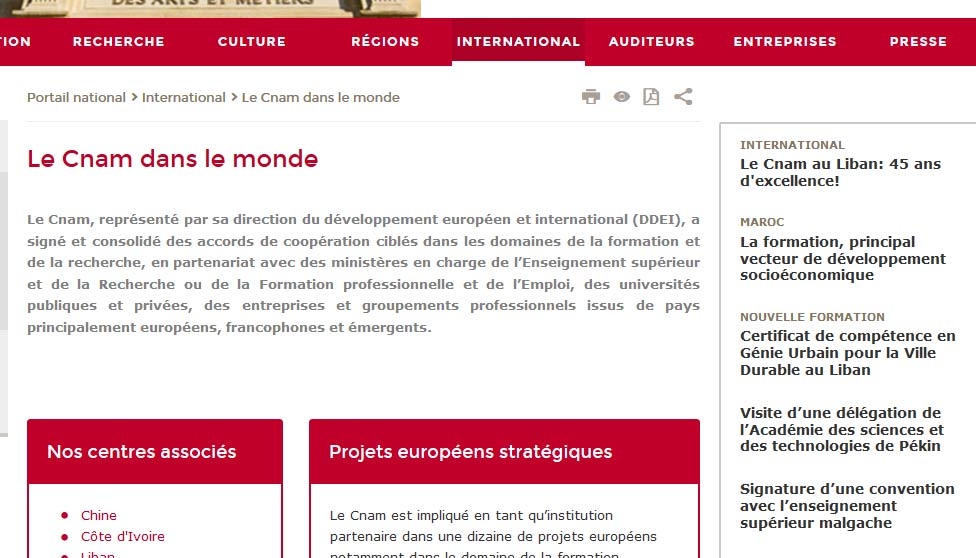 DES ARTS ET MÉTIERS
TION RECHERCHE CULTURE RÉGIONS INTERNATIONAL AUDITEURS ENTREPRISES PRESSE
Portail national > International > Le Cnam dans le monde
Le Cnam dans le monde
Le Cnam, représenté par sa direction du développement européen et international (DDEI), a
signé et consolidé des accords de coopération ciblés dans les domaines de la formation et
de la recherche, en partenariat avec des ministères en charge de l’Enseignement supérieur
et de la Recherche ou de la Formation professionnelle et de l’Emploi, des universités
publiques et privées, des entreprises et groupements professionnels issus de pays
principalement européens, francophones et émergents.
Nos centres associés
• Chine
• Côte d'Ivoire
• Liban
Projets européens stratégiques
Le Cnam est impliqué en tant qu’institution
partenaire dans une dizaine de projets européens
notamment dans le domaine de la formation
INTERNATIONAL
Le Cnam au Liban: 45 ans
d'excellence!
MAROC
La formation, principal
vecteur de développement
socioéconomique
NOUVELLE FORMATION
Certificat de compétence en
Génie Urbain pour la Ville
Durable au Liban
Visite d’une délégation de
l’Académie des sciences et
des technologies de Pékin
Signature d’une convention
avec l’enseignement
supérieur malgache